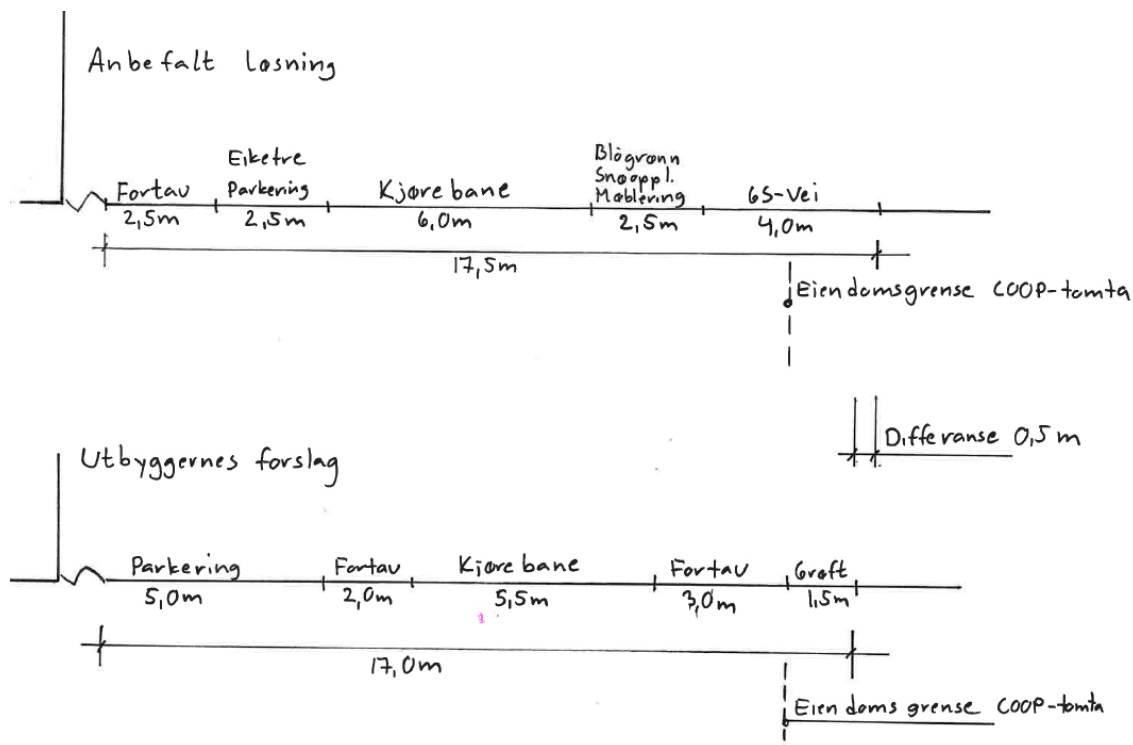 Anbefalt Løsning
Eiketre
Blågrønn
Snøoppl.
Fortau Parkering Kjørebane Møblering GS-Vei
2,5m 2,5m 6,0m 2,5m 4,0m
17,5m
Eiendomsgrense COOP-tomta
Differanse 0,5m
Utbyggernes forslag
Parkering Fortau Kjørebane Fortau Grøft
5,0m 2,0m 5,5m 3,0m 1,5m
17,0m
Eiendomsgrense COOP-tomta